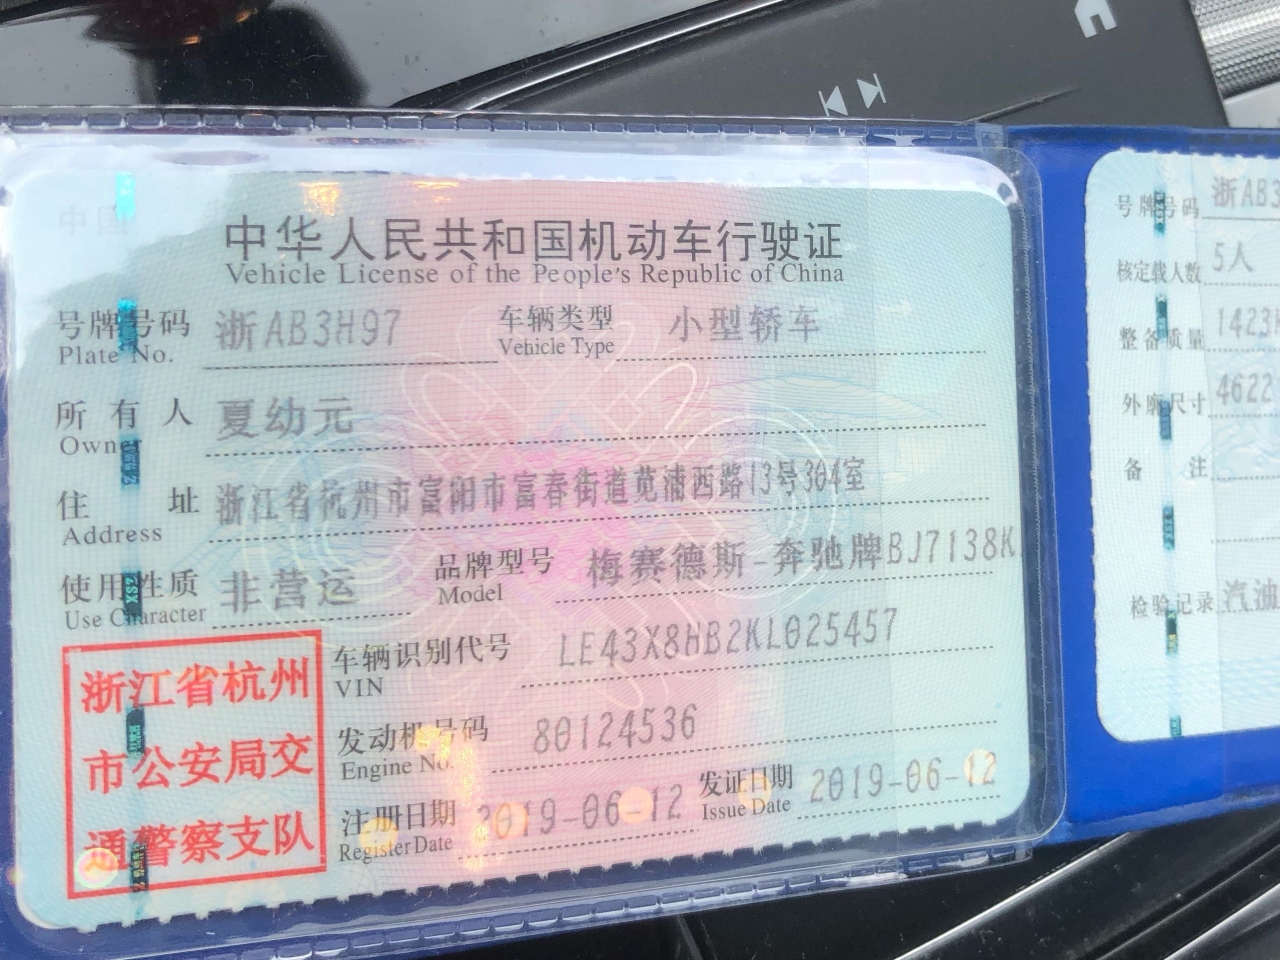 中国
中华人民共和国机动车行驶证
Vehicle License of the People's Republic of China
号牌号码 浙AB3H97 车辆类型 小型轿车
Plate No. Vehicle Type
所有人 夏幼元
Owner
住址 浙江省杭州市富阳市富春街道苋浦西路13号304室
Address
使用性质 非营运 品牌型号 梅赛德斯-奔驰牌BJ7138K
Use Character Model
浙江省杭州
市公安局交
通警察支队
车辆识别代号 LE43X8HB2KL025457
VIN
发动机号码 80124536
Engine No.
注册日期 2019-06-12 发证日期 2019-06-12
Register Date Issue Date
号牌号码 浙AB3
核定载人数 5人
整备质量 1423
外廓尺寸 4622
备注
检验记录 汽油